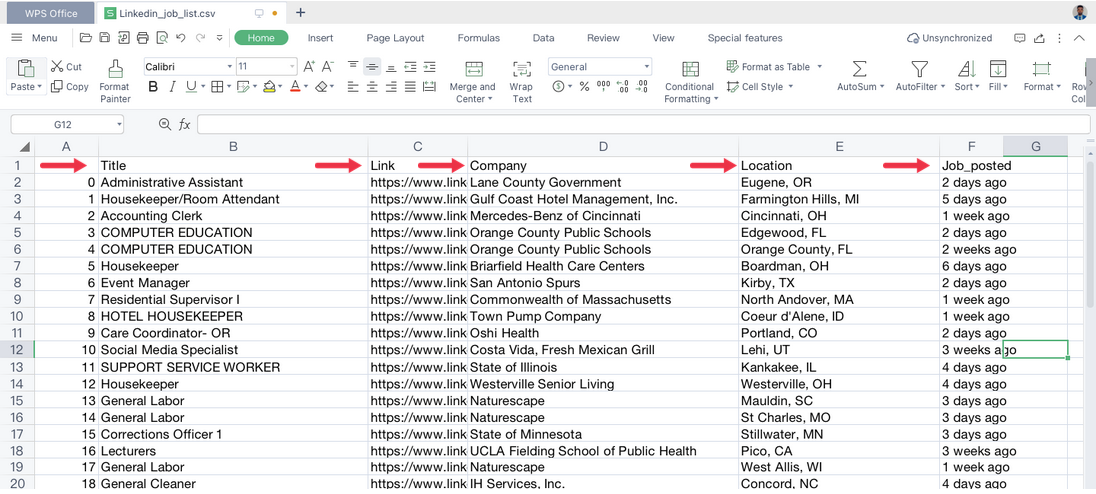 WPS Office Linkedin_job_list.csv
Menu Home Insert Page Layout Formulas Data Review View Special features Unsynchronized
Cut Calibri 11 General Format as Table
Paste Copy Format Painter B I U A Merge and Center Wrap Text % 000 Conditional Formatting Cell Style AutoSum AutoFilter Sort Fill Format
G12 fx
A B C D E F G
1 Title Link Company Location Job_posted
2 0 Administrative Assistant https://www.link Lane County Government Eugene, OR 2 days ago
3 1 Housekeeper/Room Attendant https://www.link Gulf Coast Hotel Management, Inc. Farmington Hills, MI 5 days ago
4 2 Accounting Clerk https://www.link Mercedes-Benz of Cincinnati Cincinnati, OH 1 week ago
5 3 COMPUTER EDUCATION https://www.link Orange County Public Schools Edgewood, FL 2 days ago
6 4 COMPUTER EDUCATION https://www.link Orange County Public Schools Orange County, FL 2 weeks ago
7 5 Housekeeper https://www.link Briarfield Health Care Centers Boardman, OH 6 days ago
8 6 Event Manager https://www.link San Antonio Spurs Kirby, TX 2 days ago
9 7 Residential Supervisor I https://www.link Commonwealth of Massachusetts North Andover, MA 1 week ago
10 8 HOTEL HOUSEKEEPER https://www.link Town Pump Company Coeur d'Alene, ID 1 week ago
11 9 Care Coordinator- OR https://www.link Oshi Health Portland, CO 2 days ago
12 10 Social Media Specialist https://www.link Costa Vida, Fresh Mexican Grill Lehi, UT 3 weeks ago
13 11 SUPPORT SERVICE WORKER https://www.link State of Illinois Kankakee, IL 4 days ago
14 12 Housekeeper https://www.link Westerville Senior Living Westerville, OH 4 days ago
15 13 General Labor https://www.link Naturescape Mauldin, SC 3 days ago
16 14 General Labor https://www.link Naturescape St Charles, MO 3 days ago
17 15 Corrections Officer 1 https://www.link State of Minnesota Stillwater, MN 3 days ago
18 16 Lecturers https://www.link UCLA Fielding School of Public Health Pico, CA 3 weeks ago
19 17 General Labor https://www.link Naturescape West Allis, WI 1 week ago
20 18 General Cleaner https://www.link IH Services, Inc. Concord, NC 4 days ago